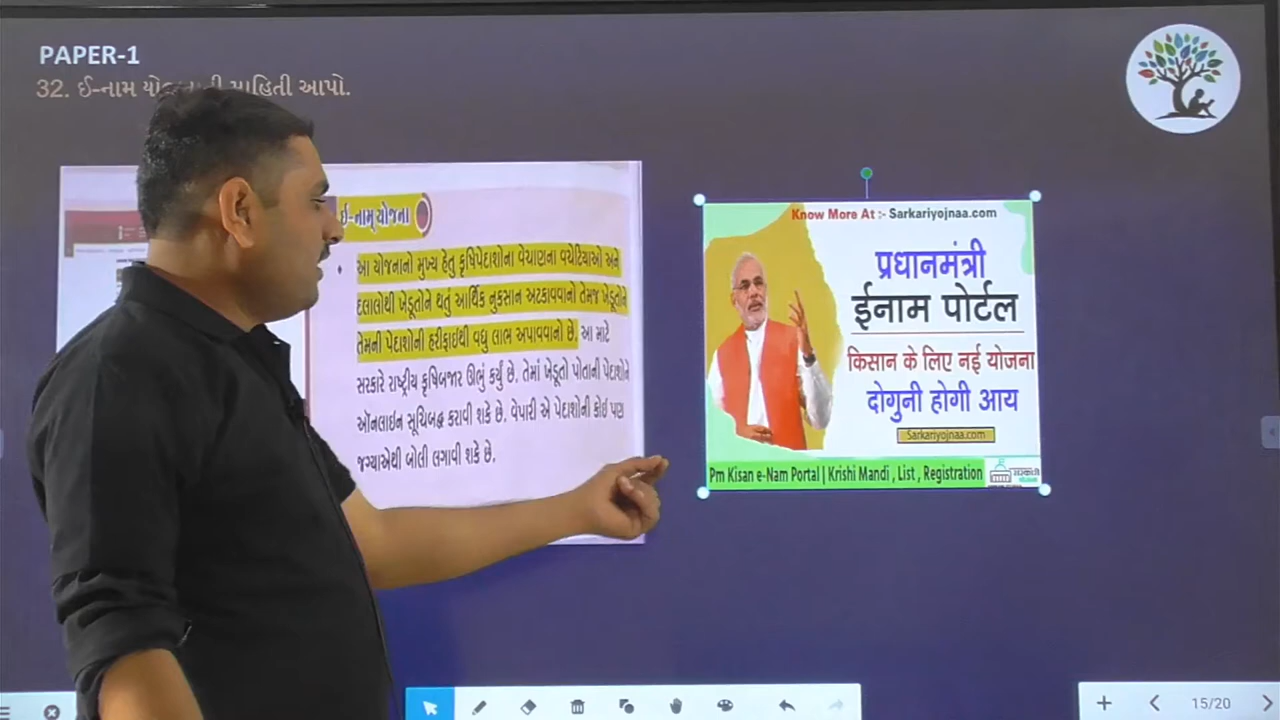 PAPER-1
32. ઈ-નામ યોજનાની માહિતી આપો.
ઈ-નામ્ યોજના
આ યોજનાનો મુખ્ય હેતુ કૃષિપેદાશોના વેચાણના વચેટિયાઓ અને
દલાલોથી ખેડૂતોને થતું આર્થિક નુકસાન અટકાવવાનો તેમજ ખેડૂતોને
તેમની પેદાશોની હરીફાઈથી વધુ લાભ અપાવવાનો છે. આ માટે
સરકારે રાષ્ટ્રીય કૃષિબજાર ઊભું કર્યું છે. તેમાં ખેડૂતો પોતાની પેદાશોને
ઑનલાઈન સૂચિબદ્ધ કરાવી શકે છે. વેપારી એ પેદાશોની કોઈ પણ
જગ્યાએથી બોલી લગાવી શકે છે.
Know More At :- Sarkariyojnaa.com
प्रधानमंत्री
ईनाम पोर्टल
किसान के लिए नई योजना
दोगुनी होगी आय
Sarkariyojnaa.com
Pm Kisan e-Nam Portal | Krishi Mandi , List , Registration
15/20